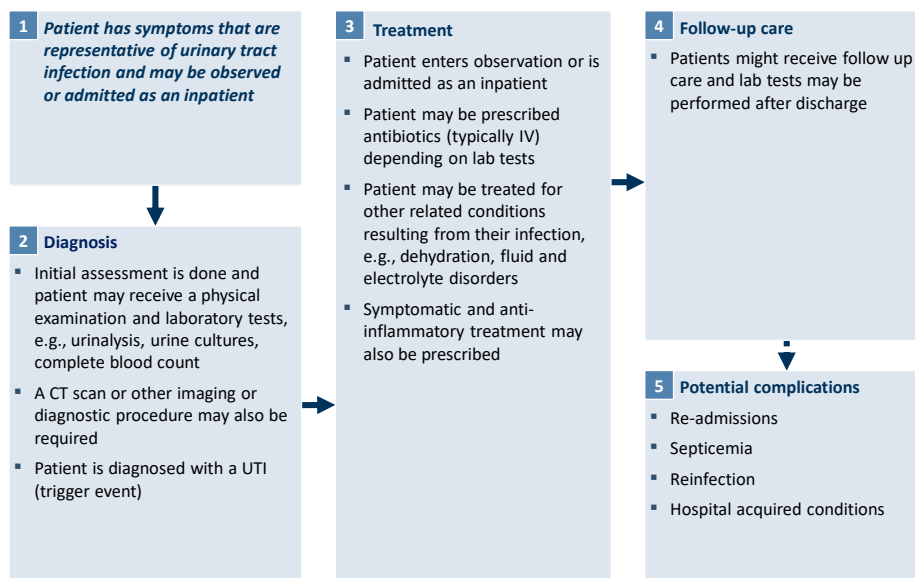 1
Patient has symptoms that are
representative of urinary tract
infection and may be observed
or admitted as an inpatient
2 Diagnosis
▪ Initial assessment is done and
patient may receive a physical
examination and laboratory tests,
e.g., urinalysis, urine cultures,
complete blood count
▪ A CT scan or other imaging or
diagnostic procedure may also be
required
▪ Patient is diagnosed with a UTI
(trigger event)
3 Treatment
▪ Patient enters observation or is
admitted as an inpatient
▪ Patient may be prescribed
antibiotics (typically IV)
depending on lab tests
▪ Patient may be treated for
other related conditions
resulting from their infection,
e.g., dehydration, fluid and
electrolyte disorders
▪ Symptomatic and anti-
inflammatory treatment may
also be prescribed
4 Follow-up care
▪ Patients might receive follow up
care and lab tests may be
performed after discharge
5 Potential complications
▪ Re-admissions
▪ Septicemia
▪ Reinfection
▪ Hospital acquired conditions